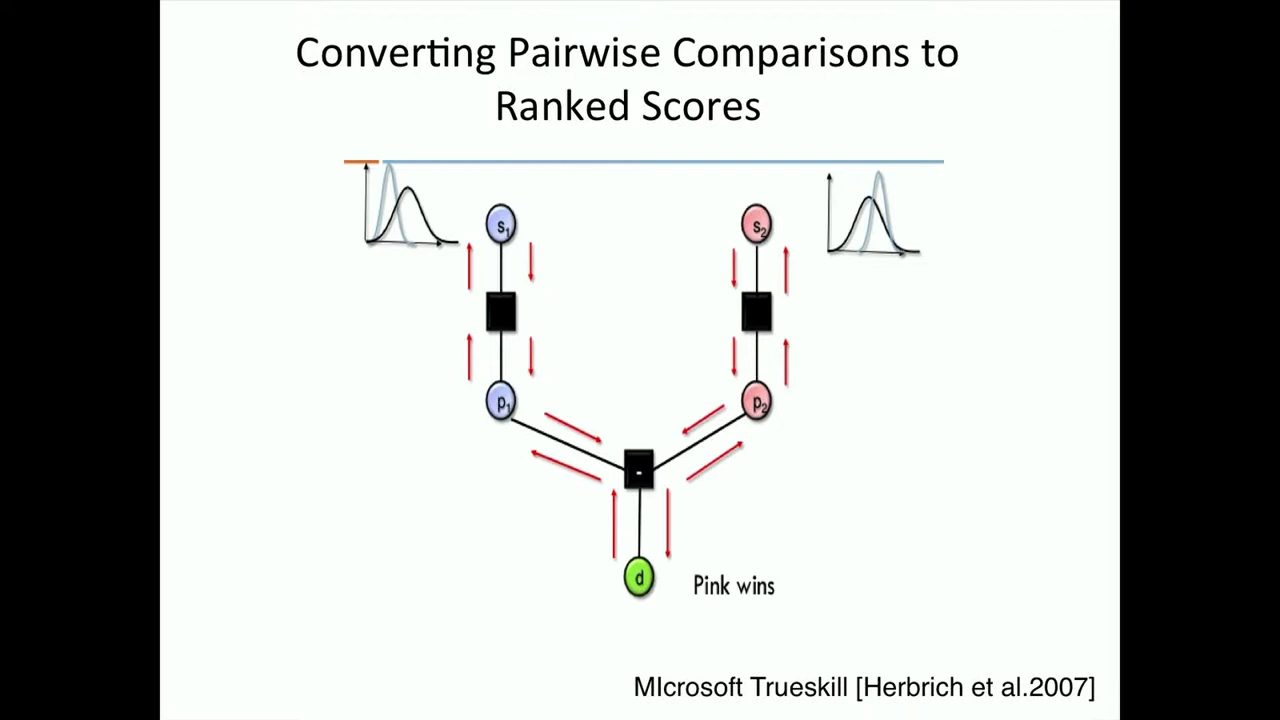 Converting Pairwise Comparisons to
Ranked Scores
s1
s2
p1
p2
-
d
Pink wins
MIcrosoft Trueskill [Herbrich et al.2007]